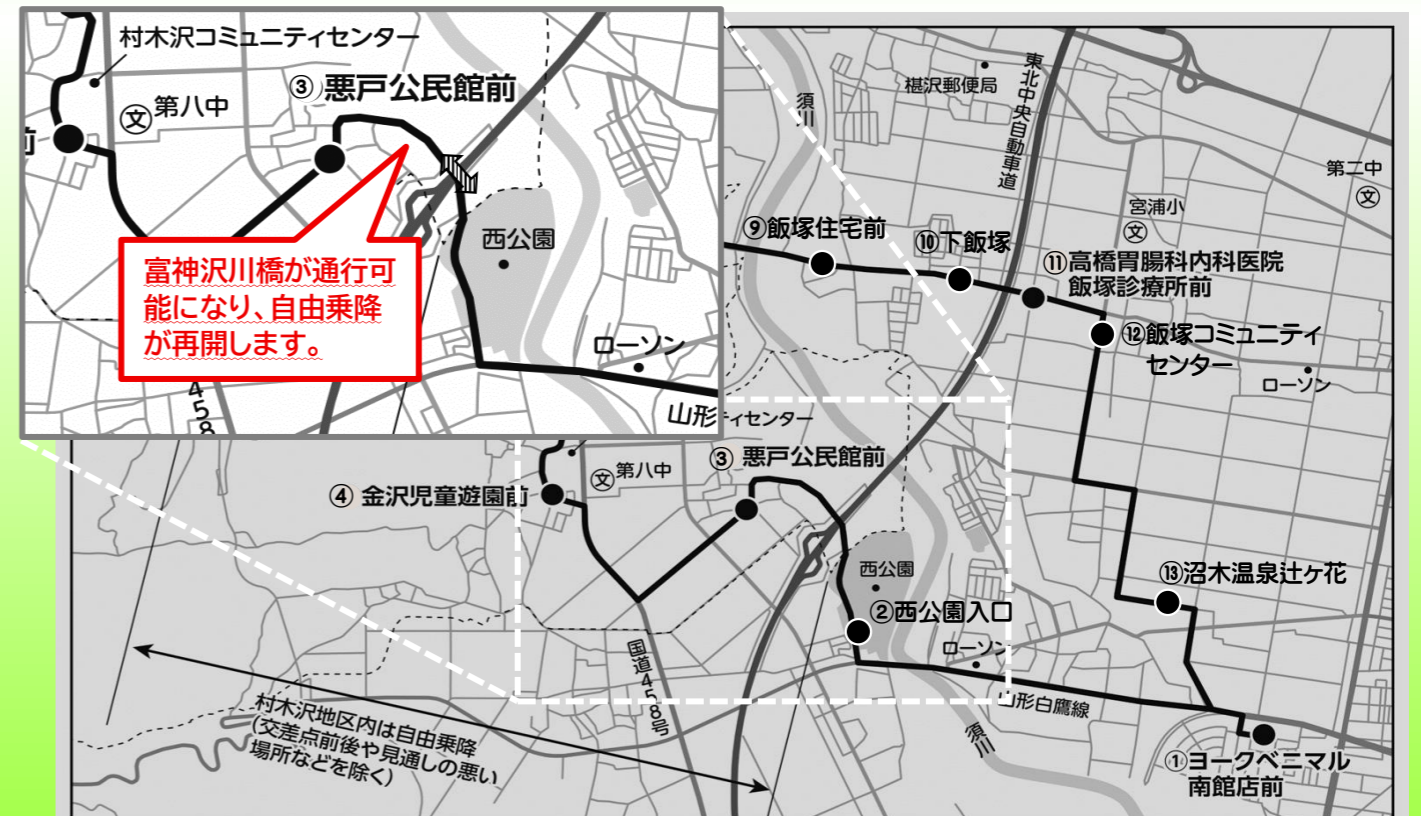 村木沢コミュニティセンター
③ 悪戸公民館前
第八中
文
前
西公園
富神沢川橋が通行可
能になり、自由乗降
が再開します。
ローソン
458
山形
須川
椹沢郵便局
東北中央自動車道
第二中
文
宮浦小
文
⑨飯塚住宅前
⑩下飯塚
⑪高橋胃腸科内科医院
飯塚診療所前
⑫飯塚コミュニティ
センター
ローソン
ティセンター
第八中
文
③ 悪戸公民館前
④ 金沢児童遊園前
西公園
②西公園入口
ローソン
⑬沼木温泉辻ヶ花
国道458号
山形白鷹線
須川
村木沢地区内は自由乗降
(交差点前後や見通しの悪い
場所などを除く)
①ヨークベニマル
南館店前